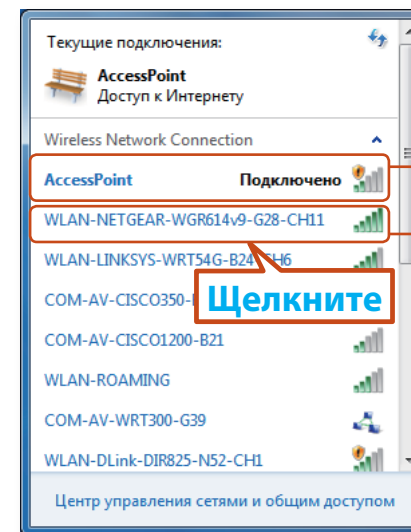 Текущие подключения:
AccessPoint
Доступ к Интернету
Wireless Network Connection
AccessPoint Подключено
WLAN-NETGEAR-WGR614v9-G28-CH11
WLAN-LINKSYS-WRT54G-B24
COM-AV-CISCO350-
Щелкните
COM-AV-CISCO1200-B21
WLAN-ROAMING
COM-AV-WRT300-G39
WLAN-DLink-DIR825-N52-CH1
Центр управления сетями и общим доступом